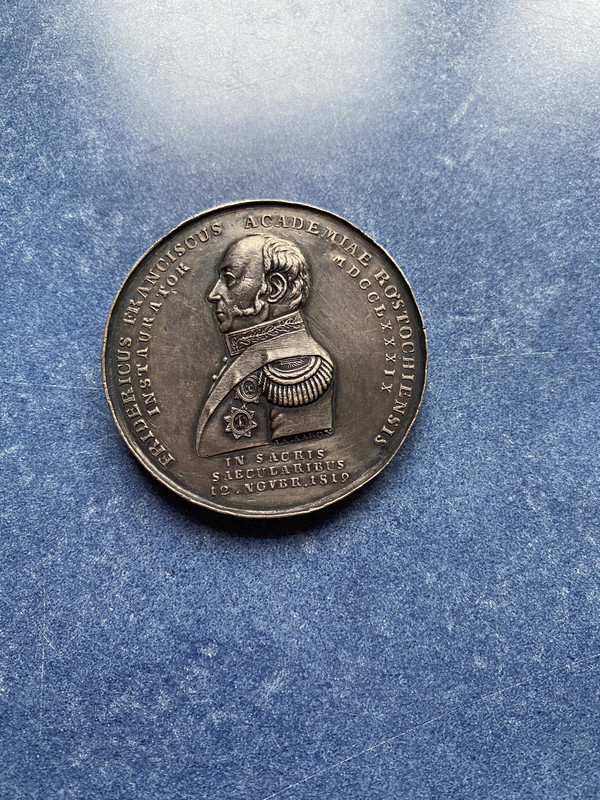 FRIDERICUS FRANCISCUS ACADEMIAE ROSTOCHIENSIS
INSTAURATOR MDCCLXXXIX
IN SACRIS
SAECULARIBUS
12. NOVBR. 1819